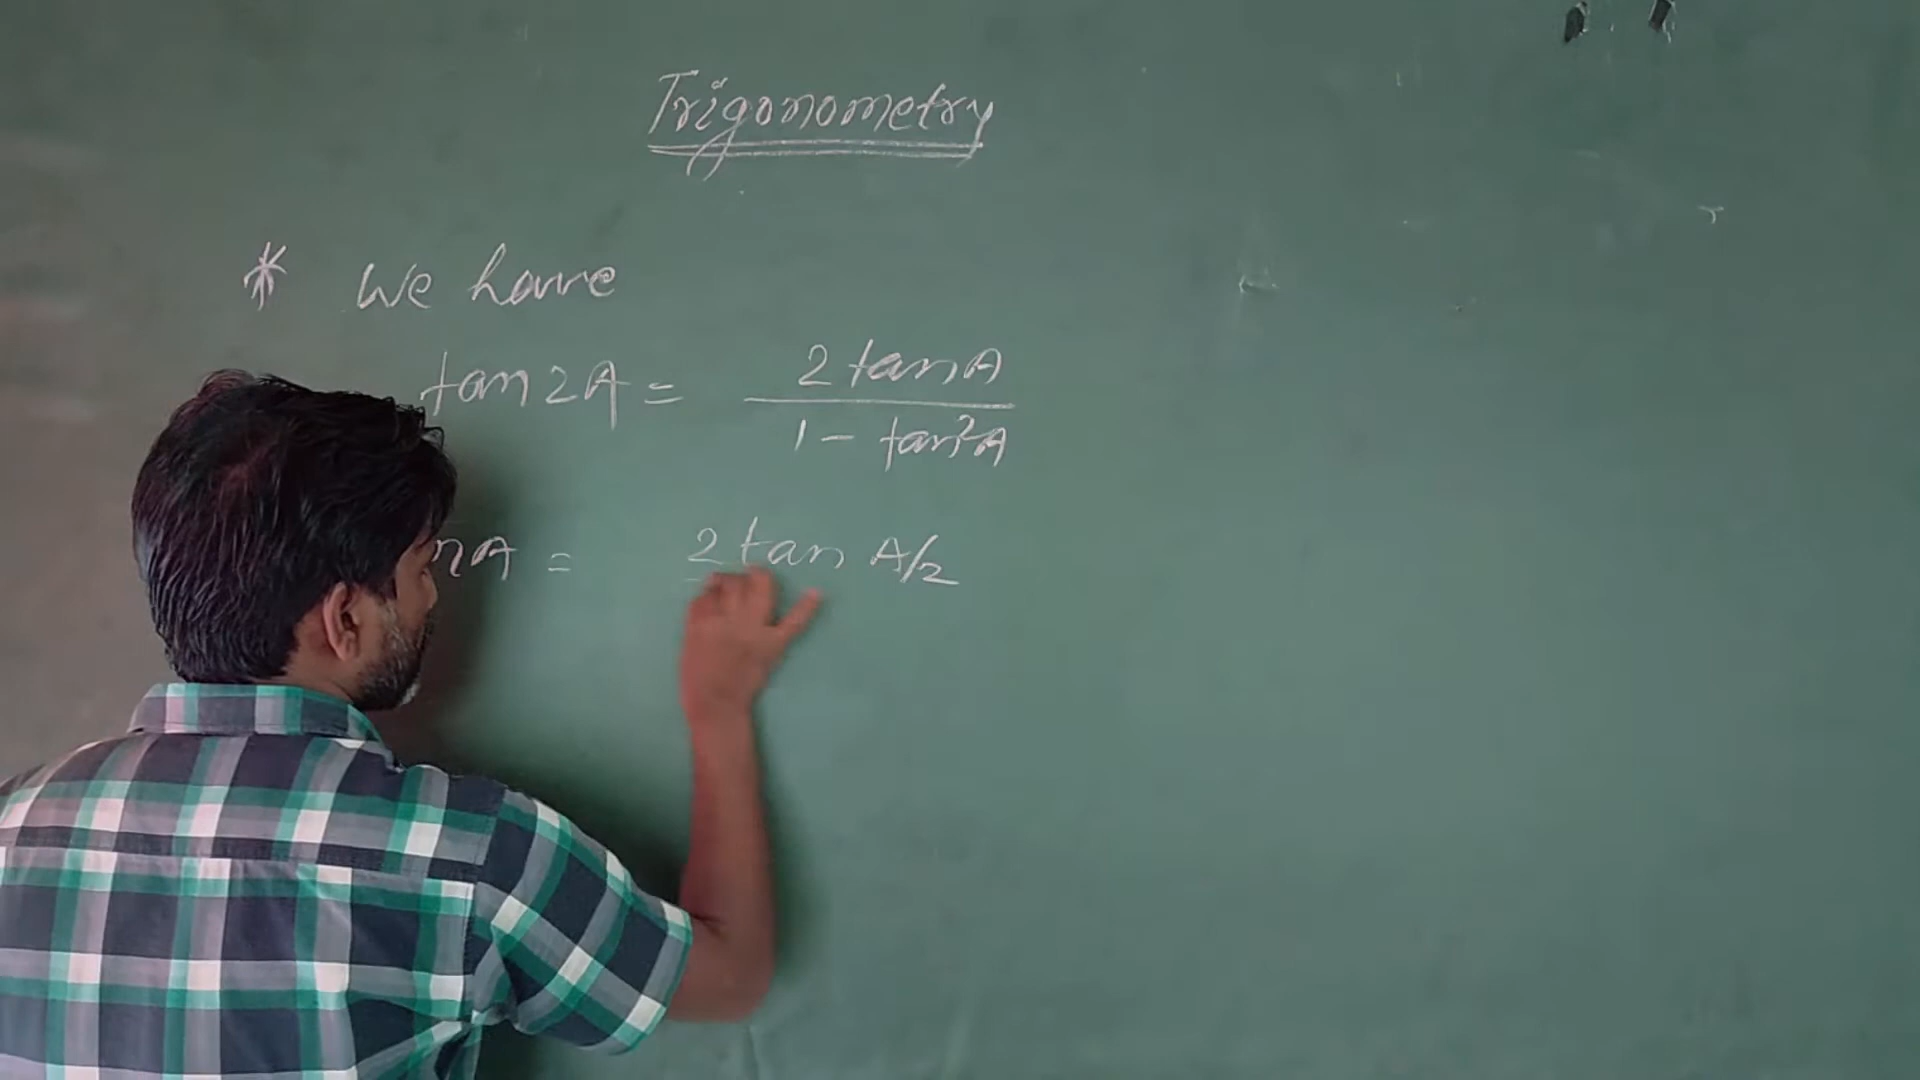 Trigonometry
* We have
tan 2A = 2 tan A / 1 - tan²A
nA = 2 tan A/2